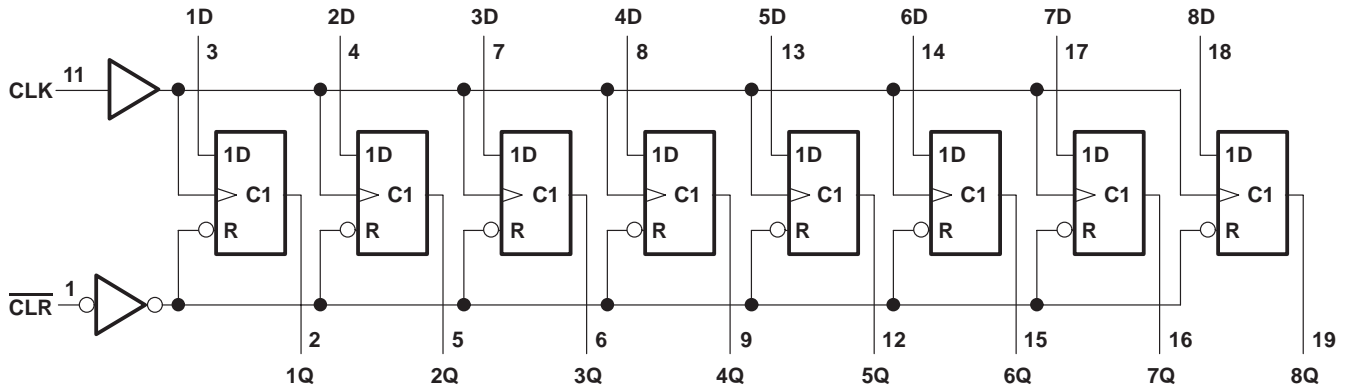 1D 2D 3D 4D 5D 6D 7D 8D
3 4 7 8 13 14 17 18
CLK 11
1D 1D 1D 1D 1D 1D 1D 1D
C1 C1 C1 C1 C1 C1 C1 C1
R R R R R R R R
CLR 1
2 5 6 9 12 15 16 19
1Q 2Q 3Q 4Q 5Q 6Q 7Q 8Q